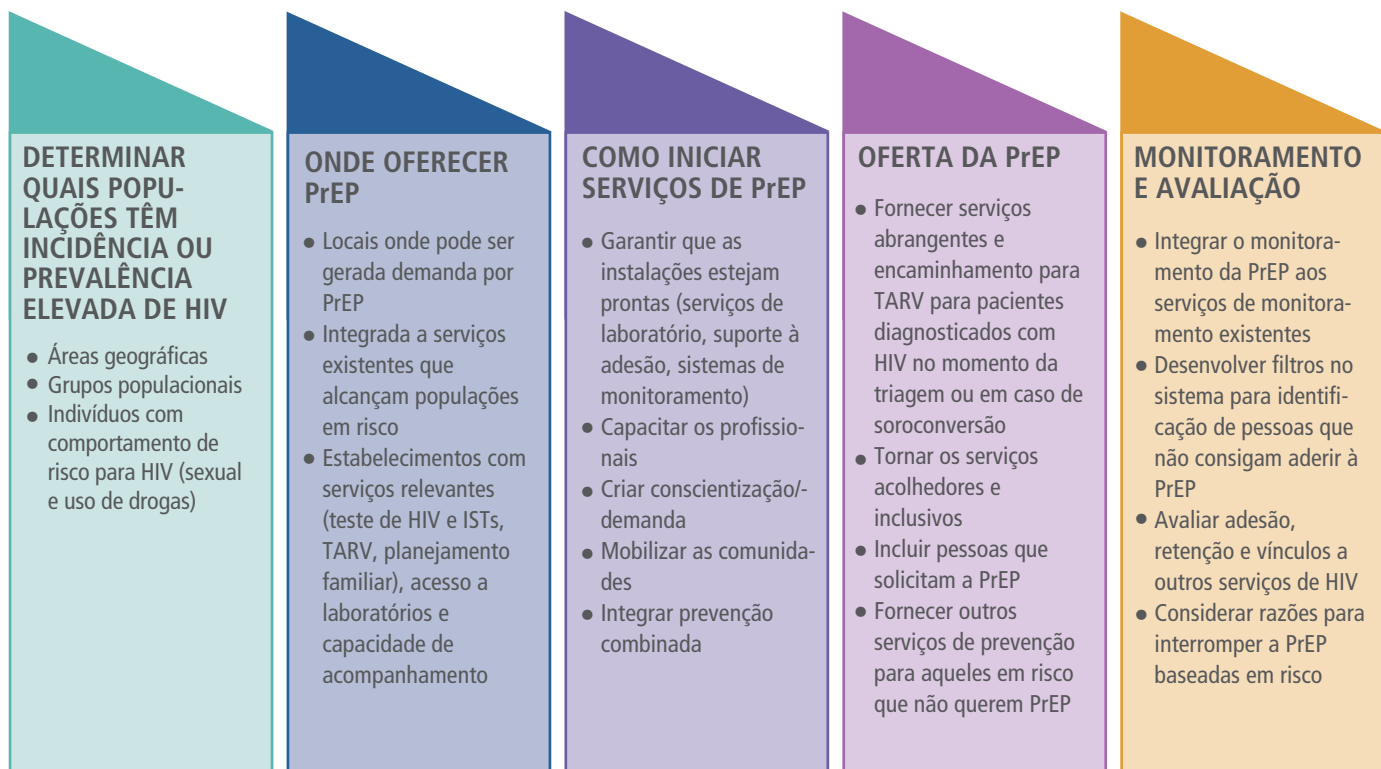 DETERMINAR
QUAIS POPU-
LAÇÕES TÊM
INCIDÊNCIA OU
PREVALÊNCIA
ELEVADA DE HIV
● Áreas geográficas
● Grupos populacionais
● Indivíduos com
comportamento de
risco para HIV (sexual
e uso de drogas)
ONDE OFERECER
PrEP
● Locais onde pode ser
gerada demanda por
PrEP
● Integrada a serviços
existentes que
alcançam populações
em risco
● Estabelecimentos com
serviços relevantes
(teste de HIV e ISTs,
TARV, planejamento
familiar), acesso a
laboratórios e
capacidade de
acompanhamento
COMO INICIAR
SERVIÇOS DE PrEP
● Garantir que as
instalações estejam
prontas (serviços de
laboratório, suporte à
adesão, sistemas de
monitoramento)
● Capacitar os profissio-
nais
● Criar conscientização/-
demanda
● Mobilizar as comunida-
des
● Integrar prevenção
combinada
OFERTA DA PrEP
● Fornecer serviços
abrangentes e
encaminhamento para
TARV para pacientes
diagnosticados com
HIV no momento da
triagem ou em caso de
soroconversão
● Tornar os serviços
acolhedores e
inclusivos
● Incluir pessoas que
solicitam a PrEP
● Fornecer outros
serviços de prevenção
para aqueles em risco
que não querem PrEP
MONITORAMENTO
E AVALIAÇÃO
● Integrar o monitora-
mento da PrEP aos
serviços de monitora-
mento existentes
● Desenvolver filtros no
sistema para identifi-
cação de pessoas que
não consigam aderir à
PrEP
● Avaliar adesão,
retenção e vínculos a
outros serviços de HIV
● Considerar razões para
interromper a PrEP
baseadas em risco